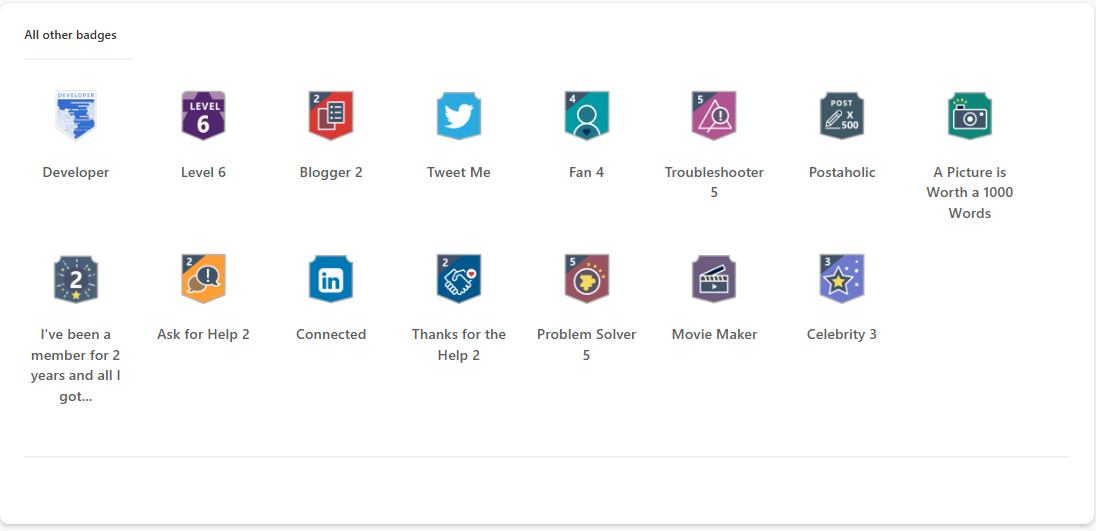 All other badges
DEVELOPER
LEVEL
6
2
4
5
POST
X
500
Developer
Level 6
Blogger 2
Tweet Me
Fan 4
Troubleshooter
5
Postaholic
A Picture is
Worth a 1000
Words
2
2
in
2
5
3
I've been a
member for 2
years and all I
got...
Ask for Help 2
Connected
Thanks for the
Help 2
Problem Solver
5
Movie Maker
Celebrity 3